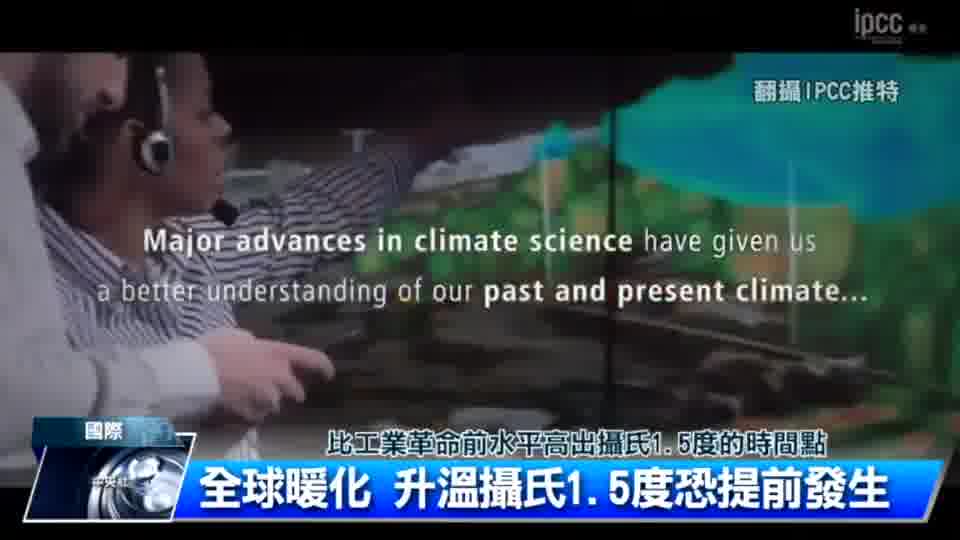 ipcc
翻攝IPCC推特
Major advances in climate science have given us
a better understanding of our past and present climate...
國際
中央社
比工業革命前水平高出攝氏1.5度的時間點
全球暖化 升溫攝氏1.5度恐提前發生